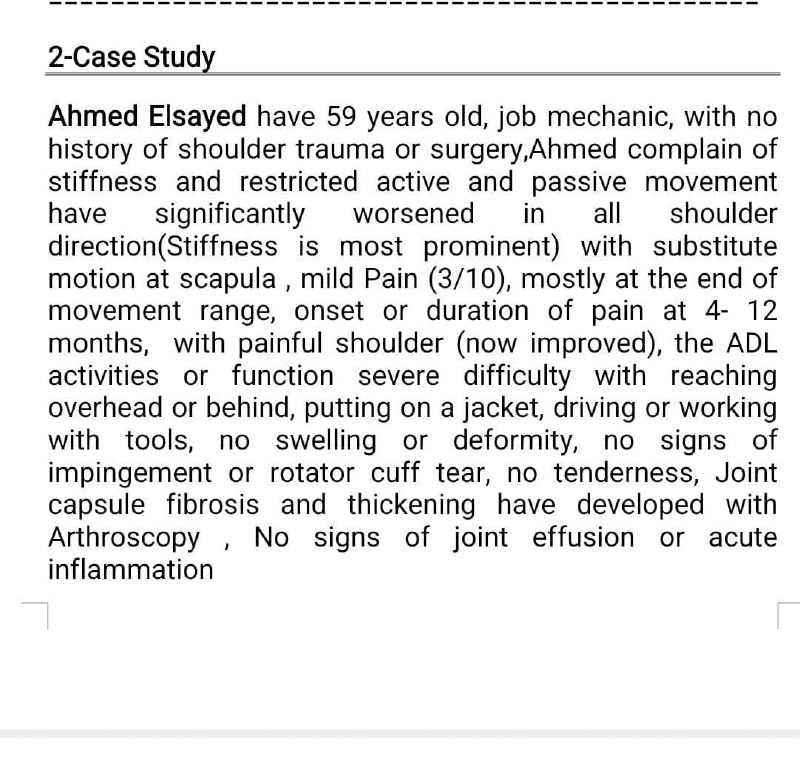 2-Case Study
Ahmed Elsayed have 59 years old, job mechanic, with no
history of shoulder trauma or surgery,Ahmed complain of
stiffness and restricted active and passive movement
have significantly worsened in all shoulder
direction(Stiffness is most prominent) with substitute
motion at scapula , mild Pain (3/10), mostly at the end of
movement range, onset or duration of pain at 4- 12
months, with painful shoulder (now improved), the ADL
activities or function severe difficulty with reaching
overhead or behind, putting on a jacket, driving or working
with tools, no swelling or deformity, no signs of
impingement or rotator cuff tear, no tenderness, Joint
capsule fibrosis and thickening have developed with
Arthroscopy , No signs of joint effusion or acute
inflammation